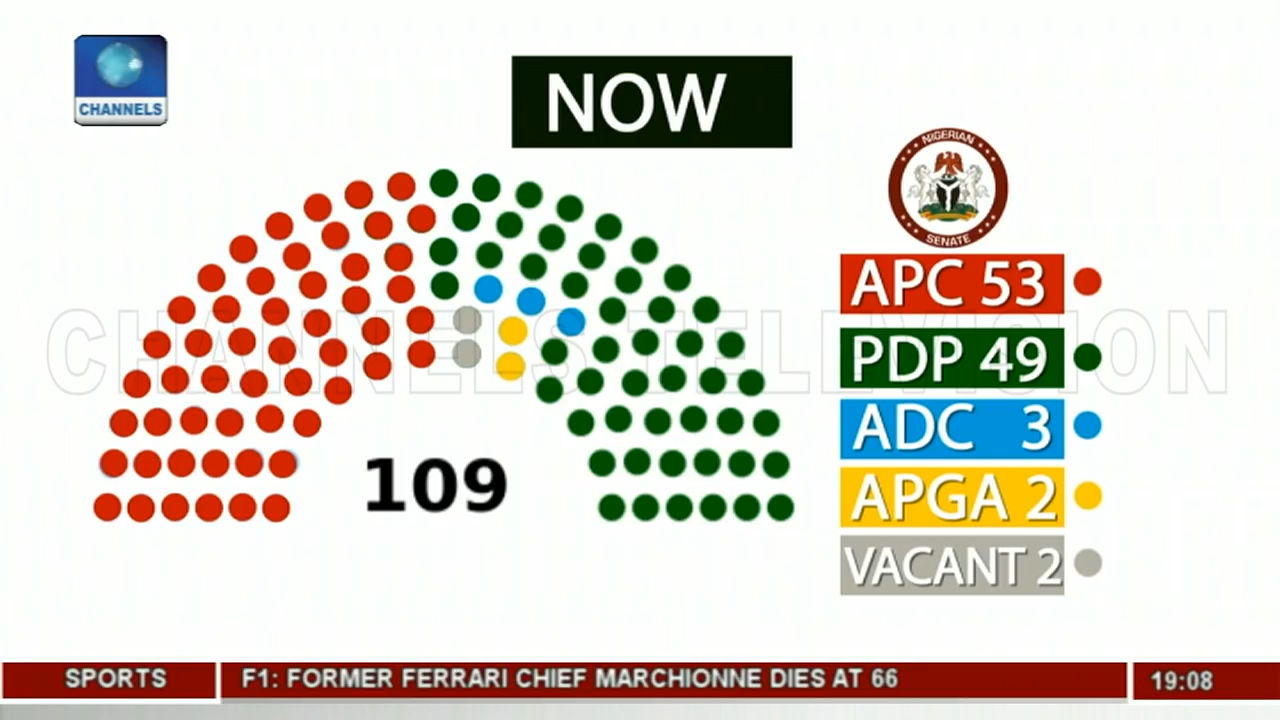 CHANNELS
NOW
NIGERIAN
SENATE
APC 53
PDP 49
ADC 3
APGA 2
VACANT 2
109
CHANNELS TELEVISION
SPORTS
F1: FORMER FERRARI CHIEF MARCHIONNE DIES AT 66
19:08